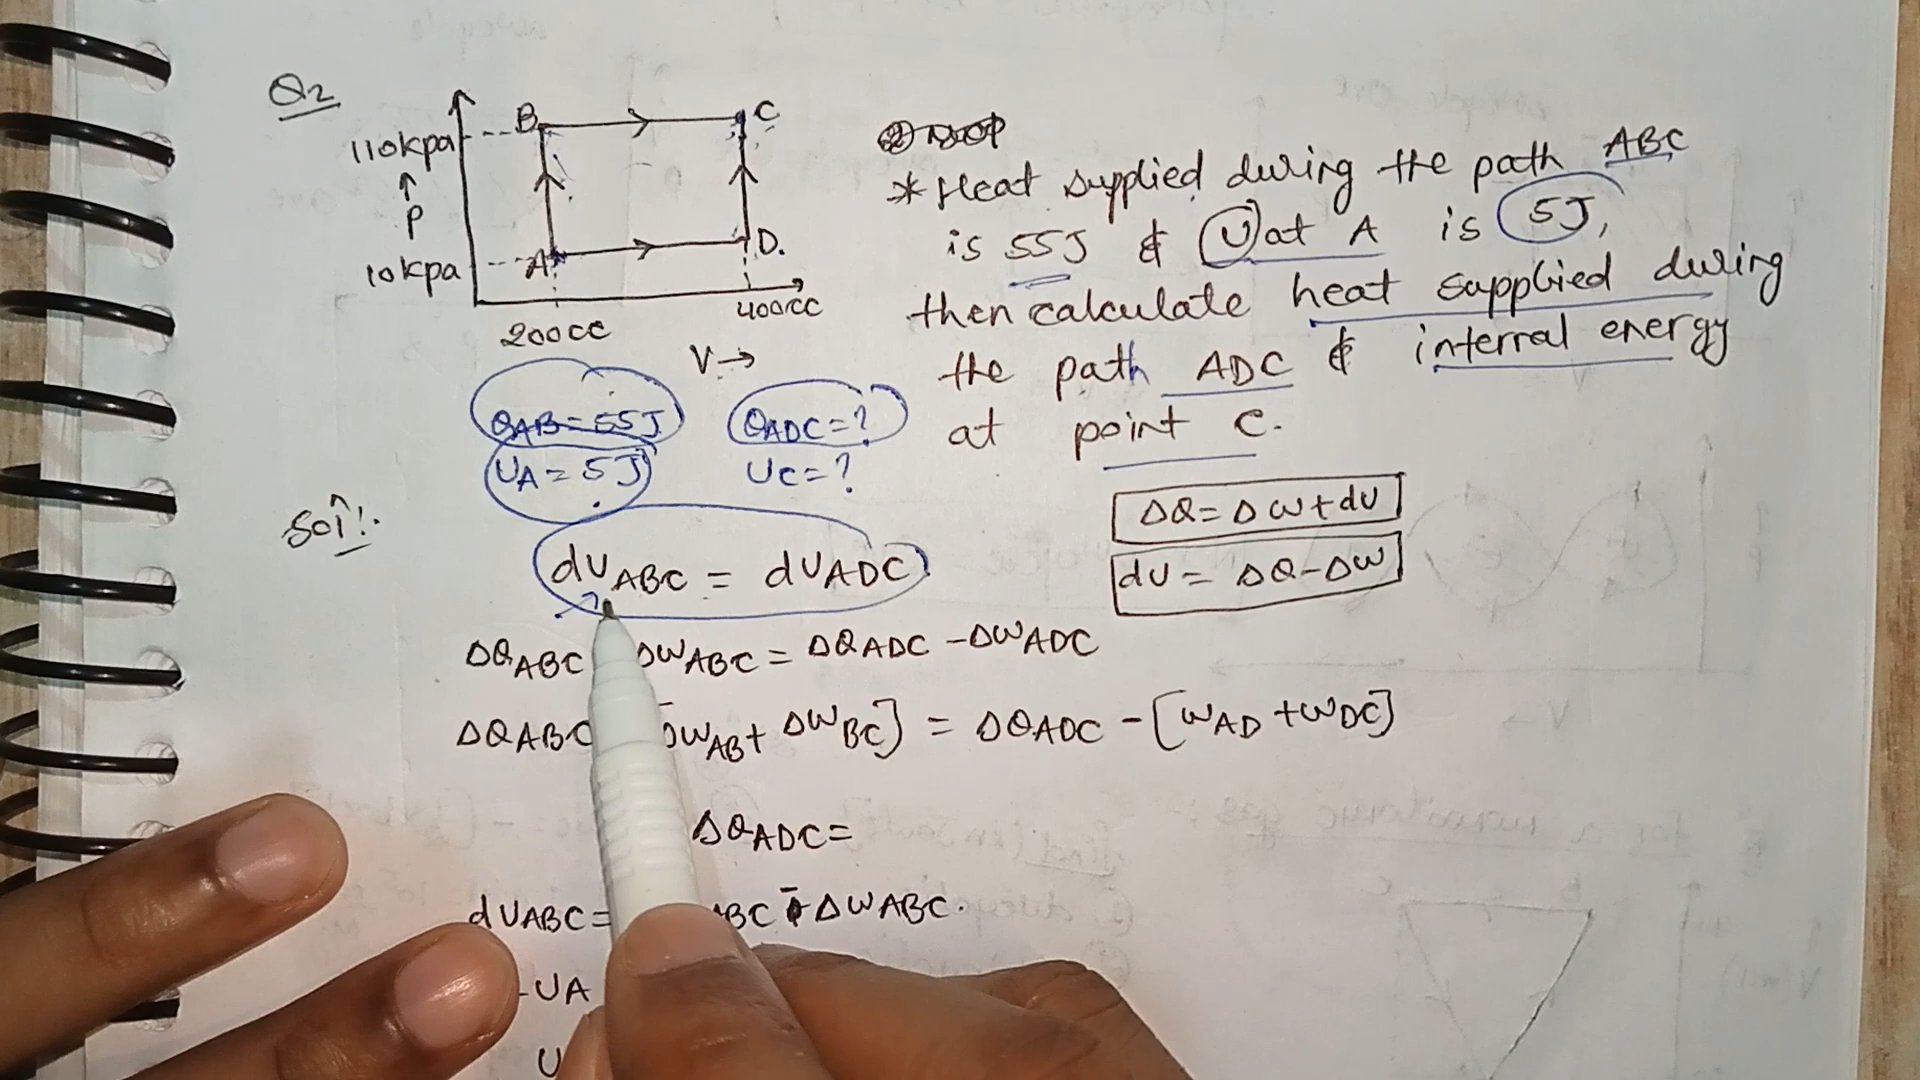 Q2
B
C
110kpa
↑
P
10kpa
A
D.
200cc
400cc
V→
* Heat supplied during the path ABC
is 55J & U at A is 5J,
then calculate heat supplied during
the path ADC & internal energy
at point C.
QAB=55J QADC=?
UA=5J UC=?
ΔQ=ΔW+dU
dU=ΔQ-ΔW
Sol!:
dUABC = dUADC
ΔQABC ΔWABC = ΔQADC -ΔWADC
ΔQABC ΔWAB+ ΔWBC] = ΔQADC -[WAD +WDC]
ΔQADC=
dUABC= BC - ΔWABC.
-UA
U